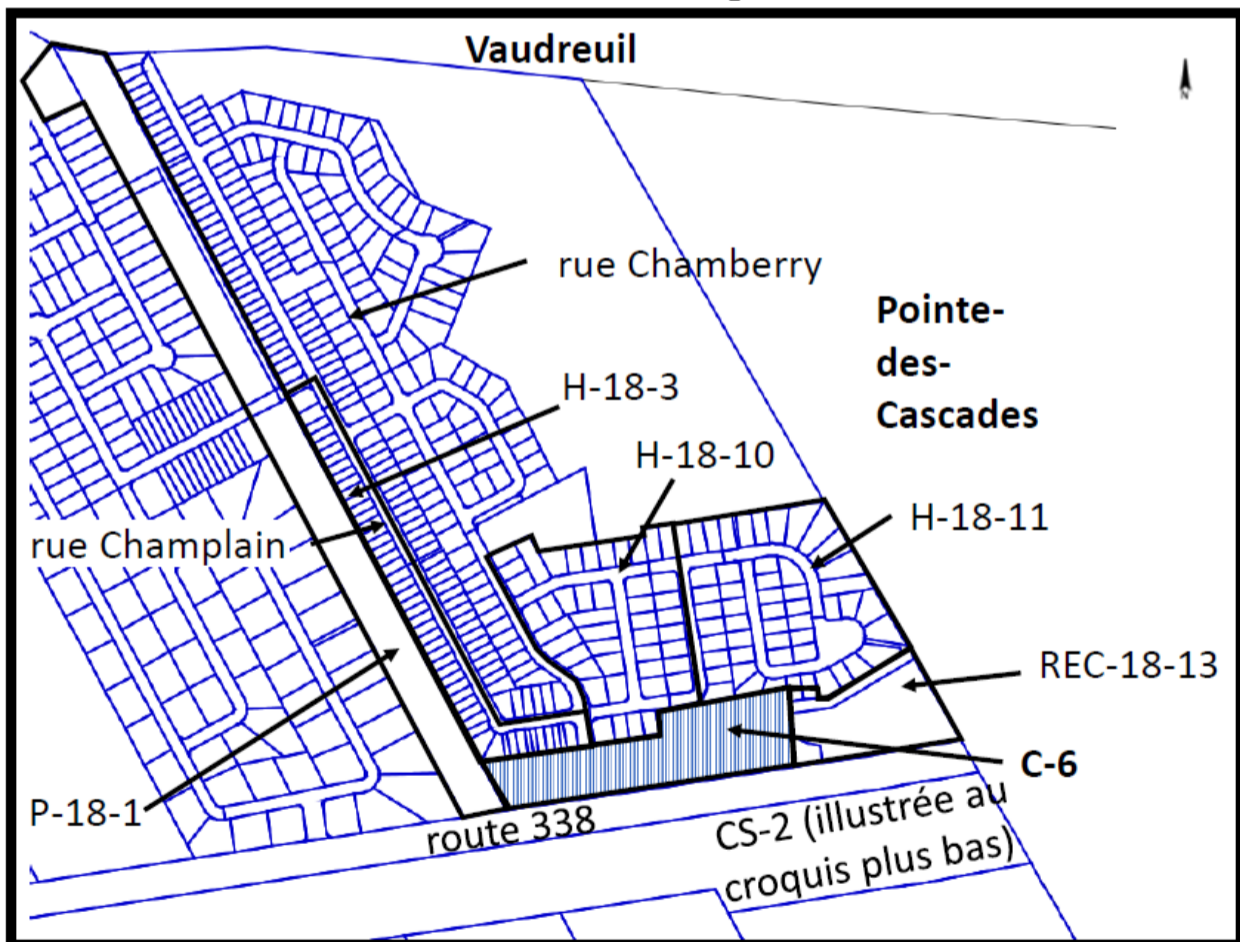 Vaudreuil
N
rue Chamberry
Pointe-
des-
Cascades
H-18-3
H-18-10
H-18-11
rue Champlain
REC-18-13
C-6
P-18-1
route 338
CS-2 (illustrée au
croquis plus bas)